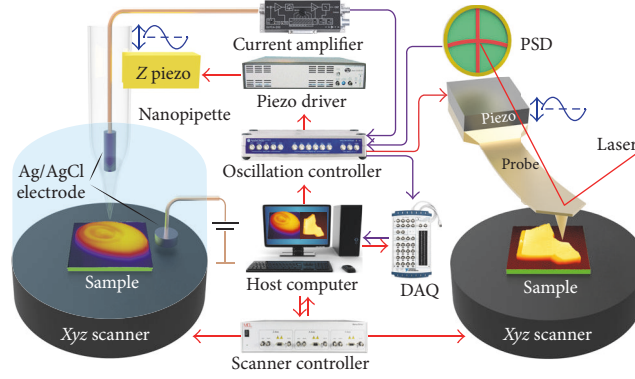 Current amplifier
PSD
Z piezo
Piezo driver
Nanopipette
Piezo
Laser
Probe
Ag/AgCl
electrode
Oscillation controller
Sample
Host computer
DAQ
Sample
Xyz scanner
Xyz scanner
Scanner controller